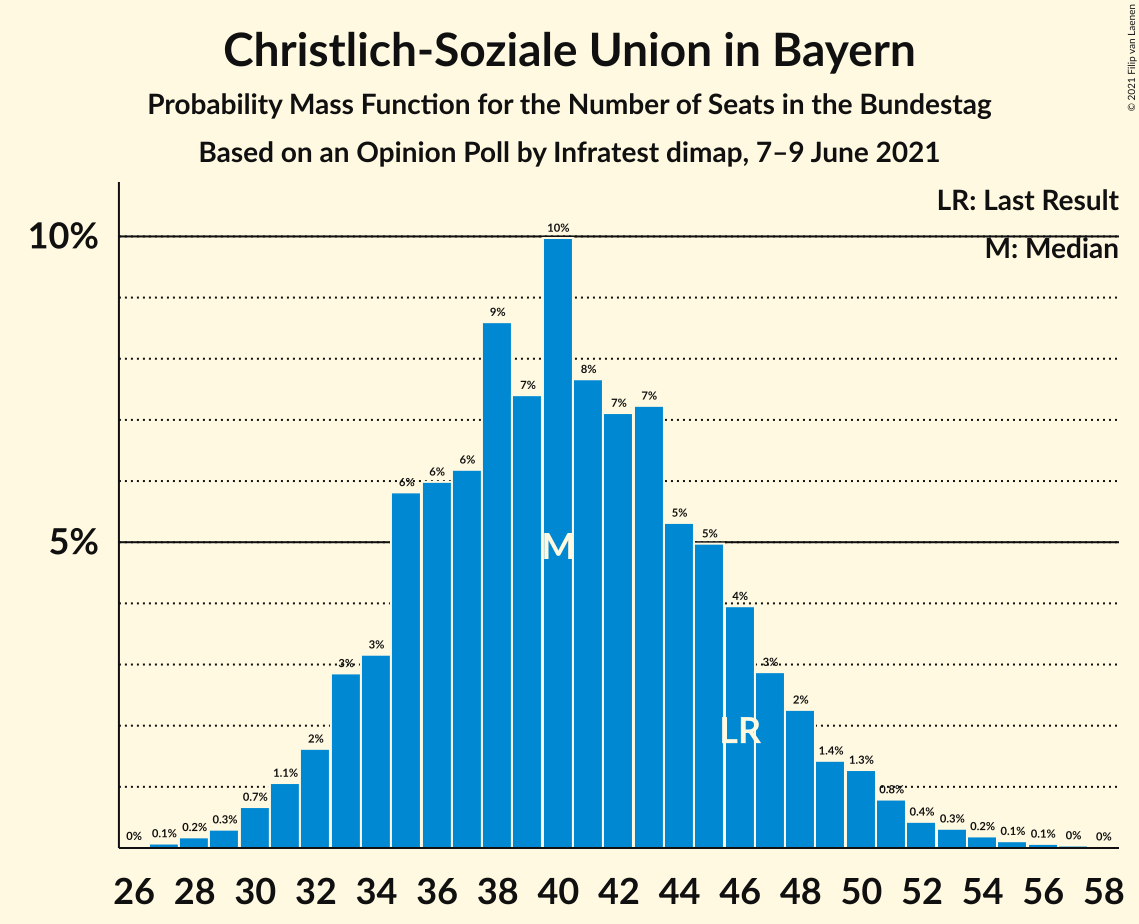 Christlich-Soziale Union in Bayern
Probability Mass Function for the Number of Seats in the Bundestag
Based on an Opinion Poll by Infratest dimap, 7–9 June 2021
© 2021 Filip van Laenen
LR: Last Result
M: Median
10%
5%
0% 0.1% 0.2% 0.3% 0.7% 1.1% 2% 3% 3% 6% 6% 6% 9% 7% 10% 8% 7% 7% 5% 5% 4% 3% 2% 1.4% 1.3% 0.8% 0.4% 0.3% 0.2% 0.1% 0.1% 0% 0%
M
LR
26 28 30 32 34 36 38 40 42 44 46 48 50 52 54 56 58